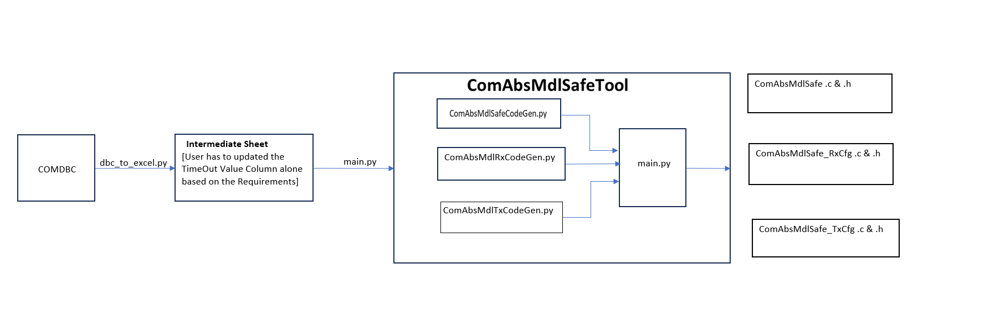 COMDBC
dbc_to_excel.py
Intermediate Sheet
[User has to updated the
TimeOut Value Column alone
based on the Requirements]
main.py
ComAbsMdlSafeTool
ComAbsMdlSafeCodeGen.py
ComAbsMdlRxCodeGen.py
ComAbsMdlTxCodeGen.py
main.py
ComAbsMdlSafe .c & .h
ComAbsMdlSafe_RxCfg .c & .h
ComAbsMdlSafe_TxCfg .c & .h